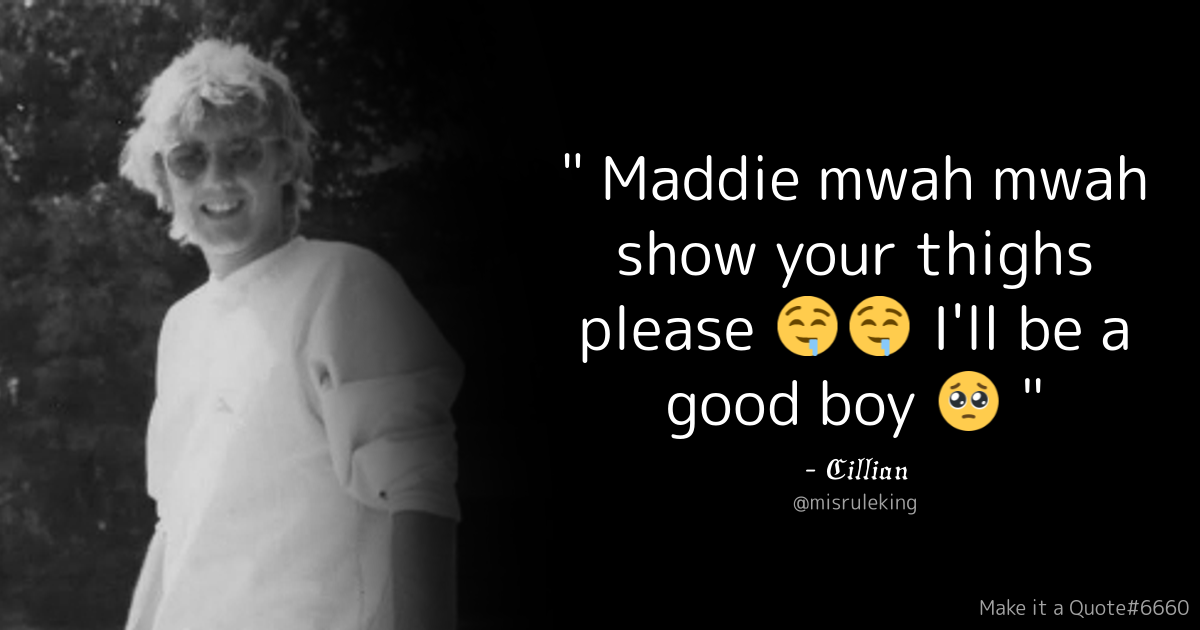 " Maddie mwah mwah
show your thighs
please 🤤🤤 I'll be a
good boy 🥺 "
- Cillian
@misruleking
Make it a Quote#6660